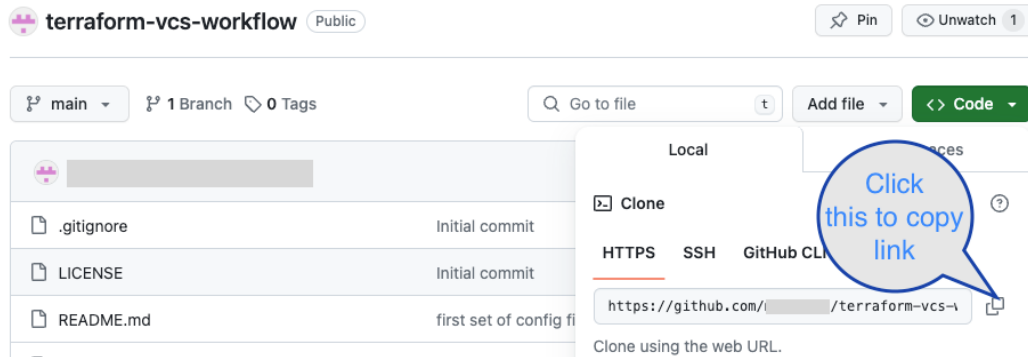 terraform-vcs-workflow Public
Pin
Unwatch 1
main
1 Branch
0 Tags
Go to file t
Add file
<> Code
Local
Click
this to copy
link
Clone
HTTPS SSH GitHub CLI
https://github.com/ /terraform-vcs-
Clone using the web URL.
.gitignore Initial commit
LICENSE Initial commit
README.md first set of config fi